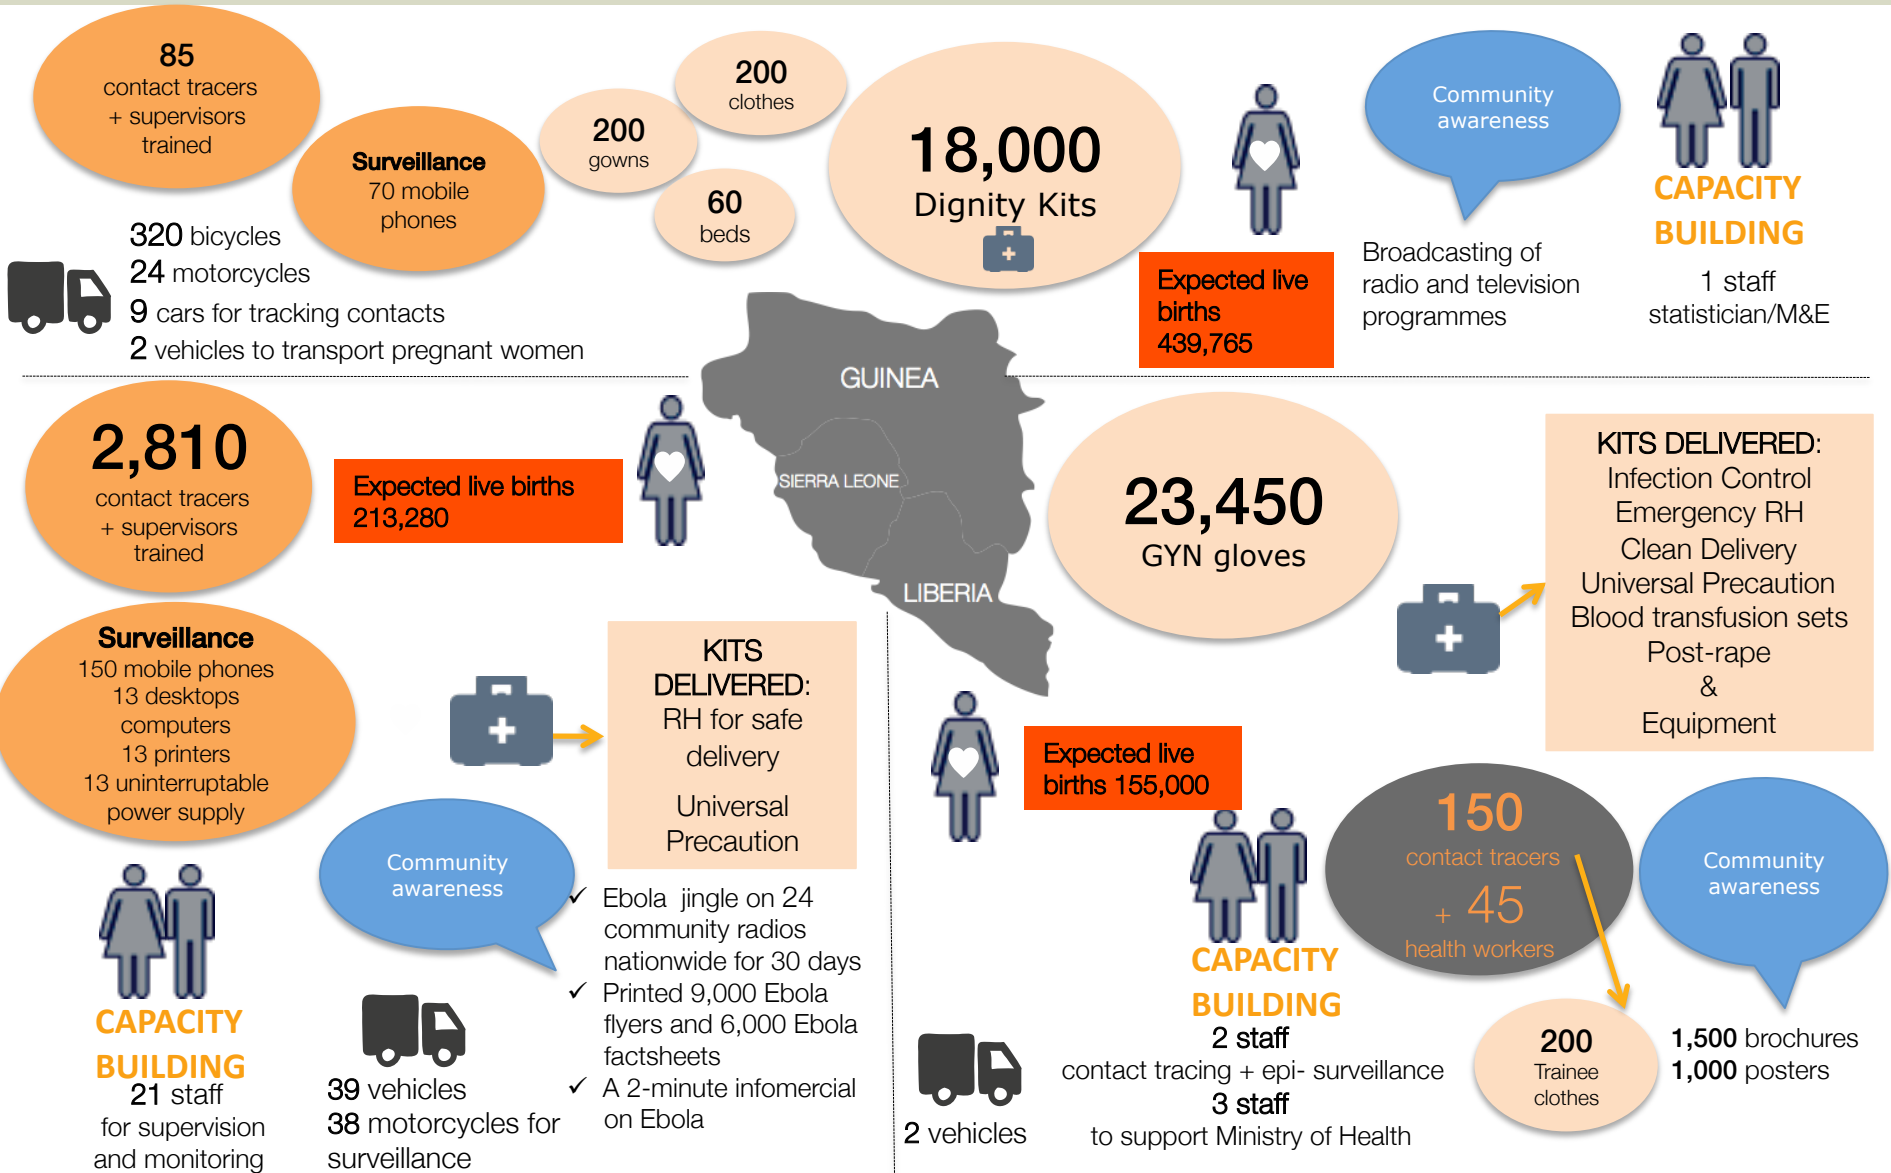 85
contact tracers
+ supervisors
trained
Surveillance
70 mobile
phones
200
gowns
200
clothes
60
beds
18,000
Dignity Kits
320 bicycles
24 motorcycles
9 cars for tracking contacts
2 vehicles to transport pregnant women
Expected live
births
439,765
Community
awareness
Broadcasting of
radio and television
programmes
CAPACITY
BUILDING
1 staff
statistician/M&E
GUINEA
SIERRA LEONE
LIBERIA
2,810
contact tracers
+ supervisors
trained
Expected live births
213,280
Surveillance
150 mobile phones
13 desktops
computers
13 printers
13 uninterruptable
power supply
KITS
DELIVERED:
RH for safe
delivery
Universal
Precaution
Community
awareness
✓ Ebola jingle on 24
community radios
nationwide for 30 days
✓ Printed 9,000 Ebola
flyers and 6,000 Ebola
factsheets
✓ A 2-minute infomercial
on Ebola
CAPACITY
BUILDING
21 staff
for supervision
and monitoring
39 vehicles
38 motorcycles for
surveillance
23,450
GYN gloves
KITS DELIVERED:
Infection Control
Emergency RH
Clean Delivery
Universal Precaution
Blood transfusion sets
Post-rape
&
Equipment
Expected live
births 155,000
CAPACITY
BUILDING
2 staff
contact tracing + epi- surveillance
3 staff
to support Ministry of Health
2 vehicles
150
contact tracers
+ 45
health workers
200
Trainee
clothes
Community
awareness
1,500 brochures
1,000 posters